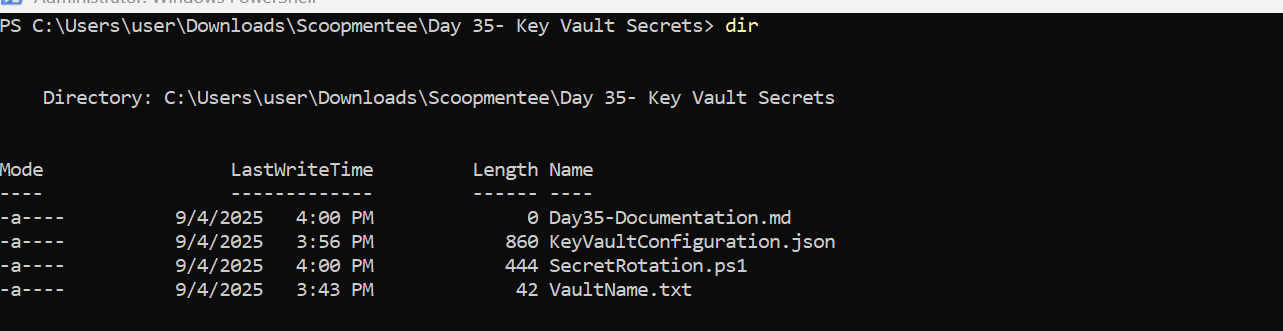 Administrator: Windows PowerShell
PS C:\Users\user\Downloads\Scoopmentee\Day 35- Key Vault Secrets> dir
Directory: C:\Users\user\Downloads\Scoopmentee\Day 35- Key Vault Secrets
Mode LastWriteTime Length Name
---- ------------- ------ ----
-a---- 9/4/2025 4:00 PM 0 Day35-Documentation.md
-a---- 9/4/2025 3:56 PM 860 KeyVaultConfiguration.json
-a---- 9/4/2025 4:00 PM 444 SecretRotation.ps1
-a---- 9/4/2025 3:43 PM 42 VaultName.txt